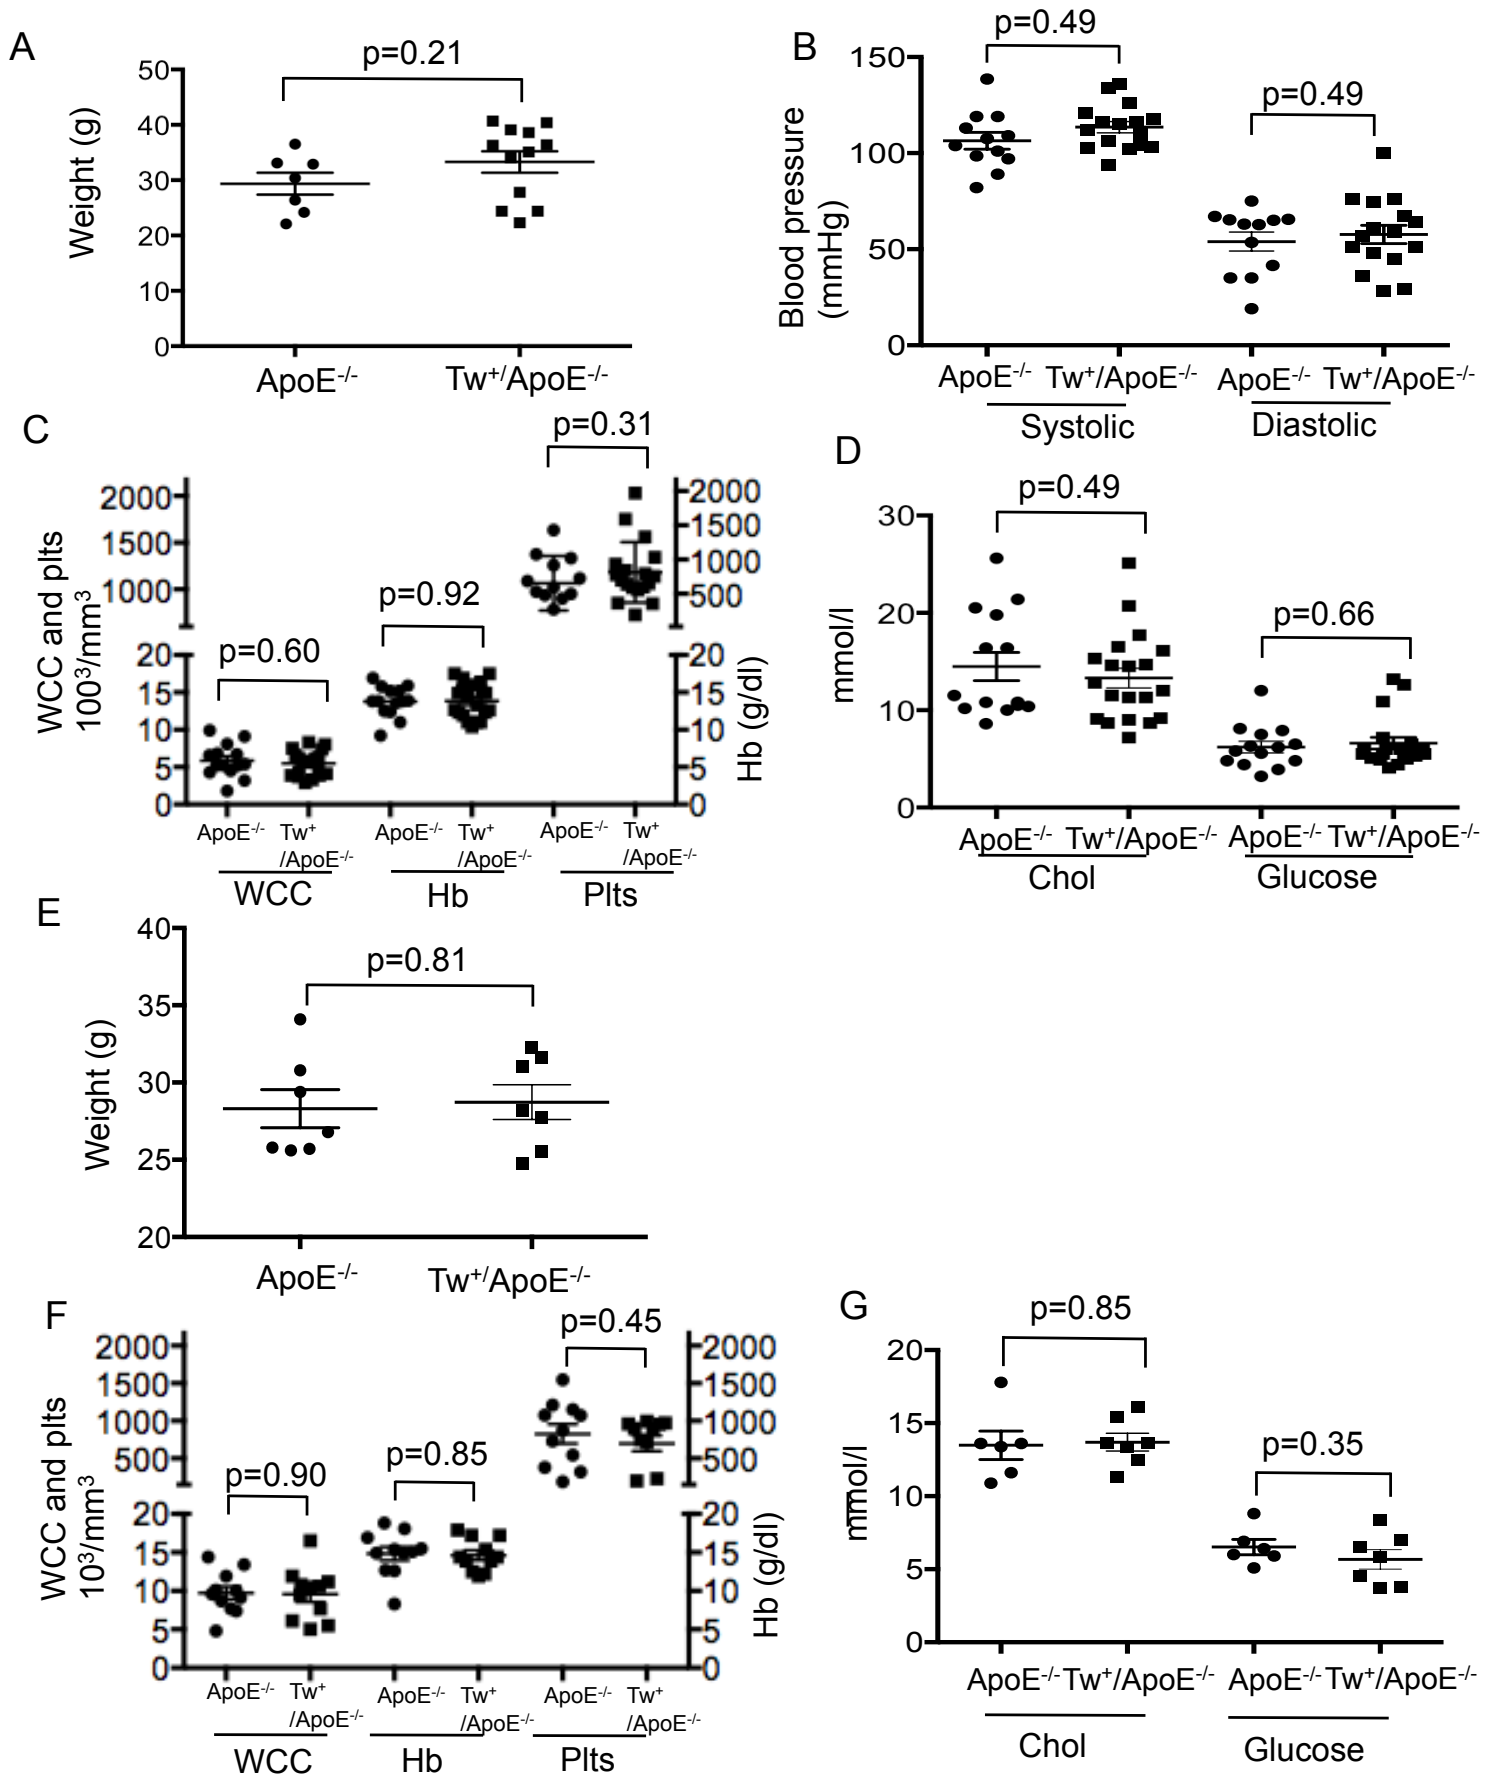 A
p=0.21
Weight (g)
50
40
30
20
10
0
ApoE-/-
Tw+/ApoE-/-
B
p=0.49
p=0.49
Blood pressure
(mmHg)
150
100
50
0
ApoE-/- Tw+/ApoE-/- ApoE-/- Tw+/ApoE-/-
Systolic
Diastolic
C
p=0.31
p=0.92
p=0.60
WCC and plts
100³/mm³
2000
1500
1000
20
15
10
5
0
2000
1500
1000
500
20
15
10
5
0
Hb (g/dl)
ApoE-/- Tw+ ApoE-/- Tw+ ApoE-/- Tw+
/ApoE-/- /ApoE-/- /ApoE-/-
WCC
Hb
Plts
D
p=0.49
p=0.66
mmol/l
30
20
10
0
ApoE-/- Tw+/ApoE-/- ApoE-/- Tw+/ApoE-/-
Chol
Glucose
E
p=0.81
Weight (g)
40
35
30
25
20
ApoE-/-
Tw+/ApoE-/-
F
p=0.45
p=0.85
p=0.90
WCC and plts
10³/mm³
2000
1500
1000
500
20
15
10
5
0
2000
1500
1000
500
20
15
10
5
0
Hb (g/dl)
ApoE-/- Tw+ ApoE-/- Tw+ ApoE-/- Tw+
/ApoE-/- /ApoE-/- /ApoE-/-
WCC
Hb
Plts
G
p=0.85
p=0.35
mmol/l
20
15
10
5
0
ApoE-/- Tw+/ApoE-/- ApoE-/- Tw+/ApoE-/-
Chol
Glucose